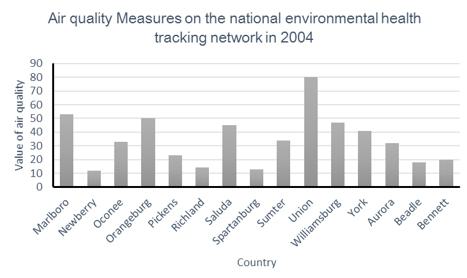 Air quality Measures on the national environmental health
tracking network in 2004
Value of air quality
90
80
70
60
50
40
30
20
10
0
Marlboro
Newberry
Oconee
Orangeburg
Pickens
Richland
Saluda
Spartanburg
Sumter
Union
Williamsburg
York
Aurora
Beadle
Bennett
Country